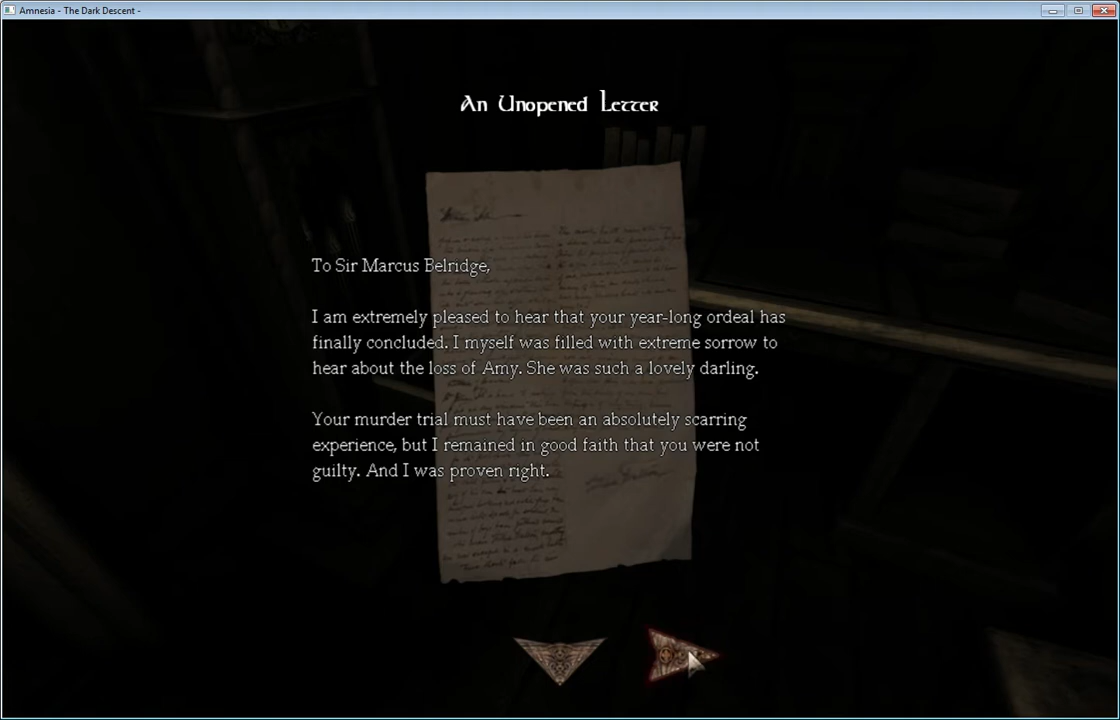 Amnesia - The Dark Descent -
An Unopened Letter
To Sir Marcus Belridge,
I am extremely pleased to hear that your year-long ordeal has
finally concluded. I myself was filled with extreme sorrow to
hear about the loss of Amy. She was such a lovely darling.
Your murder trial must have been an absolutely scarring
experience, but I remained in good faith that you were not
guilty. And I was proven right.